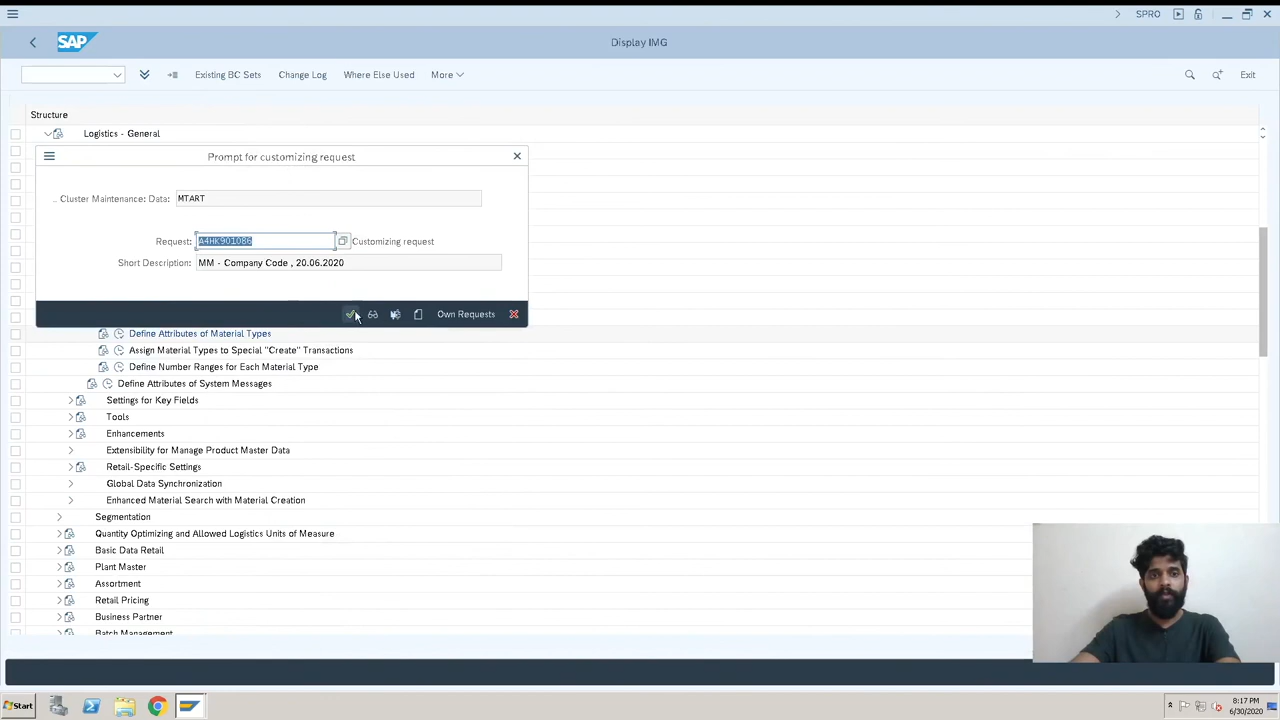 SPRO
SAP
Display IMG
Existing BC Sets
Change Log
Where Else Used
More
Exit
Structure
Logistics - General
Prompt for customizing request
.. Cluster Maintenance: Data:
MTART
Request:
A4HK901086
Customizing request
Short Description:
MM - Company Code , 20.06.2020
Own Requests
Define Attributes of Material Types
Assign Material Types to Special "Create" Transactions
Define Number Ranges for Each Material Type
Define Attributes of System Messages
Settings for Key Fields
Tools
Enhancements
Extensibility for Manage Product Master Data
Retail-Specific Settings
Global Data Synchronization
Enhanced Material Search with Material Creation
Segmentation
Quantity Optimizing and Allowed Logistics Units of Measure
Basic Data Retail
Plant Master
Assortment
Retail Pricing
Business Partner
Batch Management
Start
8:17 PM
6/30/2020